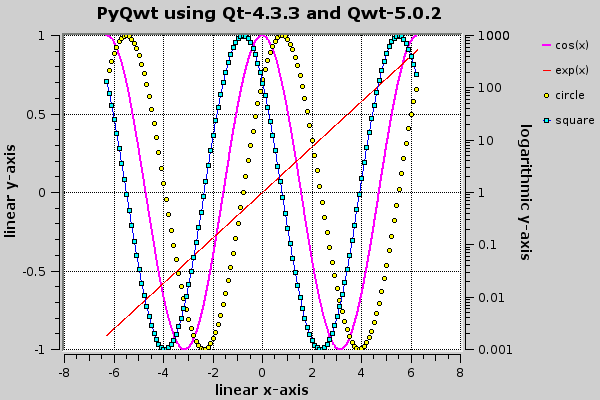 PyQwt using Qt-4.3.3 and Qwt-5.0.2
linear y-axis
1
0.5
0
-0.5
-1
1000
100
10
1
0.1
0.01
0.001
logarithmic y-axis
cos(x)
exp(x)
circle
square
-8 -6 -4 -2 0 2 4 6 8
linear x-axis